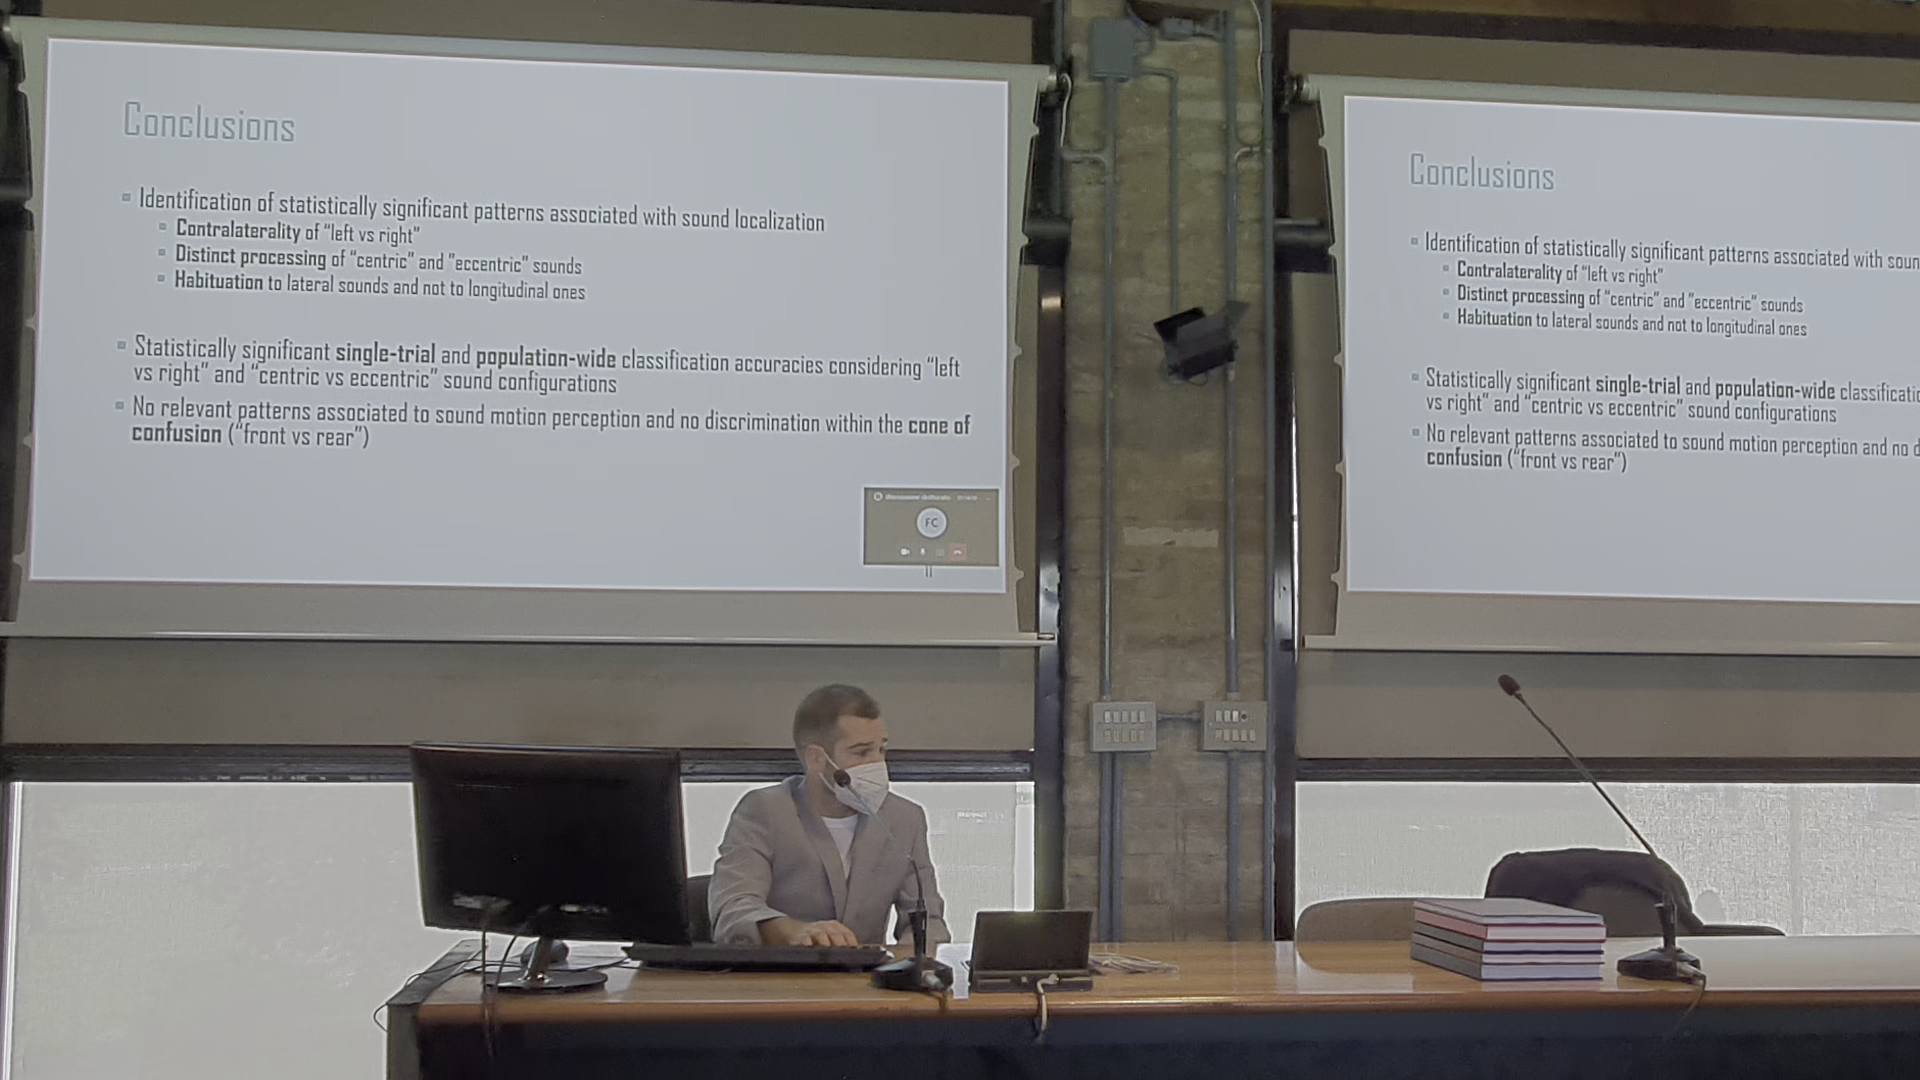 Conclusions
Identification of statistically significant patterns associated with sound localization
Contralaterality of "left vs right"
Distinct processing of "centric" and "eccentric" sounds
Habituation to lateral sounds and not to longitudinal ones
Statistically significant single-trial and population-wide classification accuracies considering "left
vs right" and "centric vs eccentric" sound configurations
No relevant patterns associated to sound motion perception and no discrimination within the cone of
confusion ("front vs rear")
FC
Conclusions
Identification of statistically significant patterns associated with soun
Contralaterality of "left vs right"
Distinct processing of "centric" and "eccentric" sounds
Habituation to lateral sounds and not to longitudinal ones
Statistically significant single-trial and population-wide classificatio
vs right" and "centric vs eccentric" sound configurations
No relevant patterns associated to sound motion perception and no d
confusion ("front vs rear")